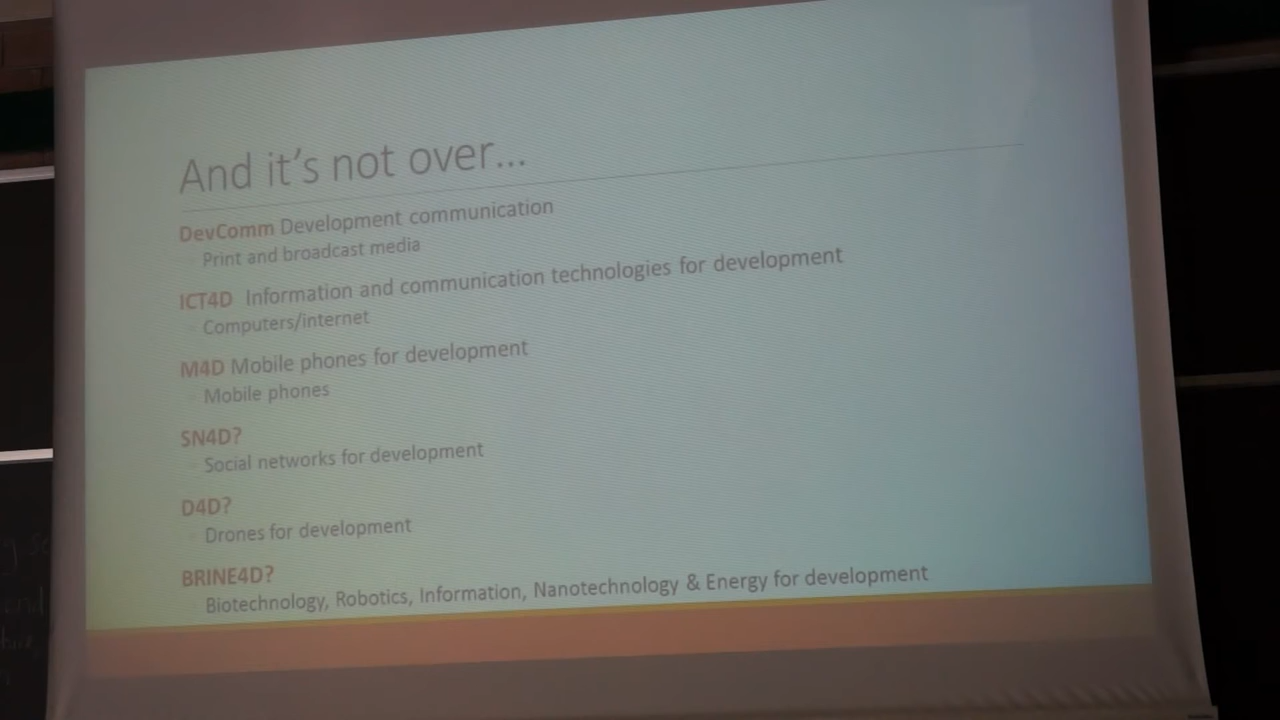 And it's not over...
DevComm Development communication
Print and broadcast media
ICT4D Information and communication technologies for development
Computers/internet
M4D Mobile phones for development
Mobile phones
SN4D?
Social networks for development
D4D?
Drones for development
BRINE4D?
Biotechnology, Robotics, Information, Nanotechnology & Energy for development